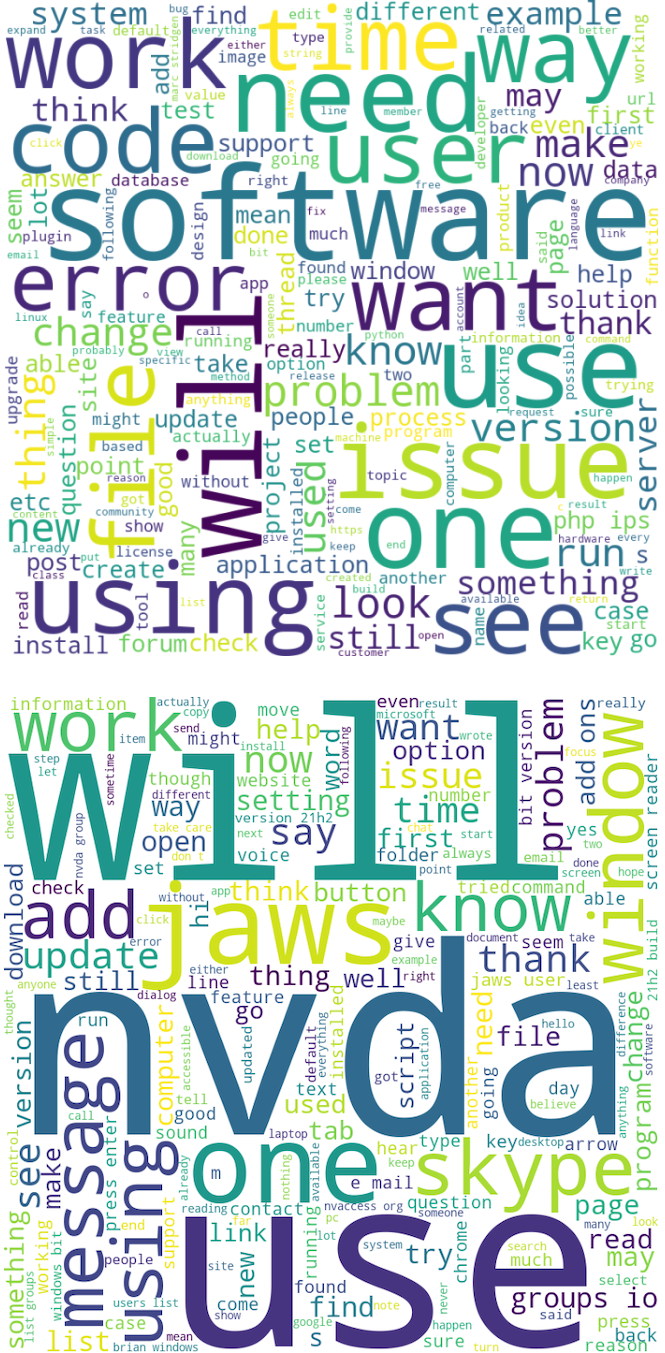 system
bug
find
edit
different
example
expand
task
default
everything
either
time
provide
related
better
work
add
marc stridgen
image
type
string
need
way
working
think
value
always
line
member
getting
may
url
click
code
test
support
user
developer
back
even
first
client
ye
download
going
make
answer
database
right
now
data
company
seem
lot
software
free
message
product
language
said
page
link
function
plugin
following
design
mean
done
bit
fix
much
email
error
app
thread
found
please
window
well
help
linux
o
say
feature
call
running
someone
try
number
want
account
idea
information
solution
thank
change
probably
view
specific
method
really
option
python
know
part
looking
possible
command
trying
upgrade
able
site
take
anything
release
two
problem
use
thing
simple
might
update
people
process
program
request
sure
file
will
question
based
actually
set
machine
version
server
point
reason
good
without
project
installed
used
topic
issue
computer
happen
etc
content
got
community
show
many
setting
come
https
c
result
new
already
put
license
give
keep
end
one
php ips
hardware
every
post
class
create
application
created
build
another
run
s
write
read
using
tool
list
service
look
see
something
available
name
return
case
start
install
forum
check
customer
still
open
key
go
information
actually
copy
move
even
result
microsoft
really
work
send
might
help
want
wrote
item
install
word
following
option
bit version
problem
add ons
focus
step
let
sometime
now
though
website
issue
window
checked
different
setting
number
way
version 21h2
time
yes
two
take care
next
say
first
chat
start
nvda group
open
don t
voice
folder
always
email
done
screen
hope
screen reader
set
point
will
check
without
app
think
button
tried
command
able
download
add
click
hi
jaws
maybe
know
error
give
document
seem
take
update
either
example
thank
anyone
still
line
thing
well
right
jaws user
least
21h2 build
thought
dialog
feature
go
default
everything
installed
need
hello
difference
software
run
file
version
message
computer
accessible
updated
nvda
script
got
application
another
going
day
believe
change
anything
program
tell
good
text
used
call
sound
laptop
tab
hear
type
key
desktop
arrow
control
see
make
press enter
already
m
nothing
available
one
keep
e mail
skype
using
reading
contact
nvaccess org
question
page
something
working
end
support
far
link
running
pc
lot
someone
many
look
read
list groups
windows bit
people
site
new
system
try
chrome
search
much
may
users list
come
found
never
select
case
show
find
note
groups io
list
mean
google
s
use
happen
said
press
back
brian windows
sure
turn
reason